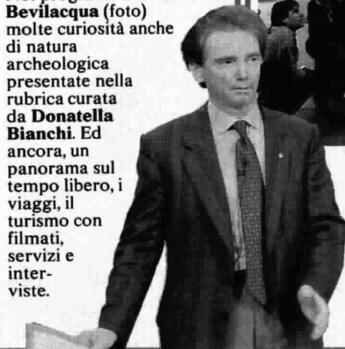 Bevilacqua (foto)
molte curiosità anche
di natura
archeologica
presentate nella
rubrica curata
da Donatella
Bianchi. Ed
ancora, un
panorama sul
tempo libero, i
viaggi, il
turismo con
filmati,
servizi e
inter-
viste.